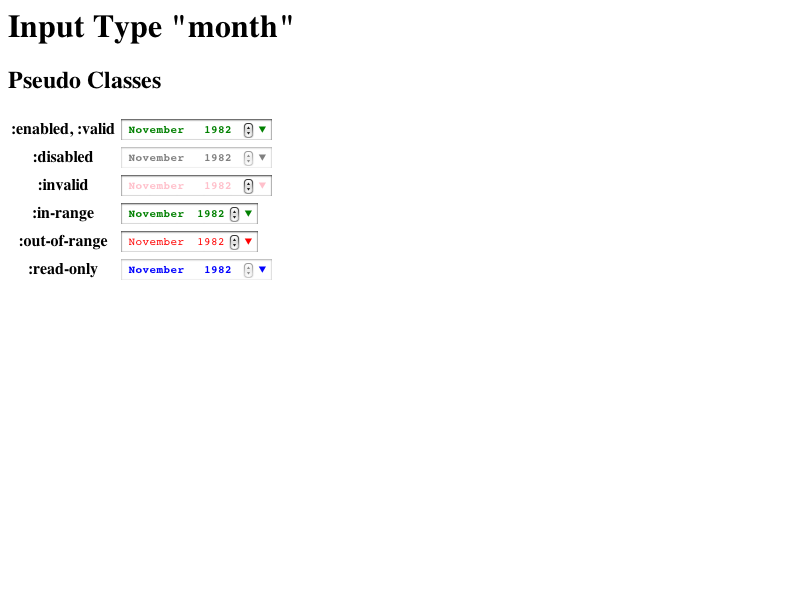 Input Type "month"
Pseudo Classes
:enabled, :valid November 1982
:disabled November 1982
:invalid November 1982
:in-range November 1982
:out-of-range November 1982
:read-only November 1982